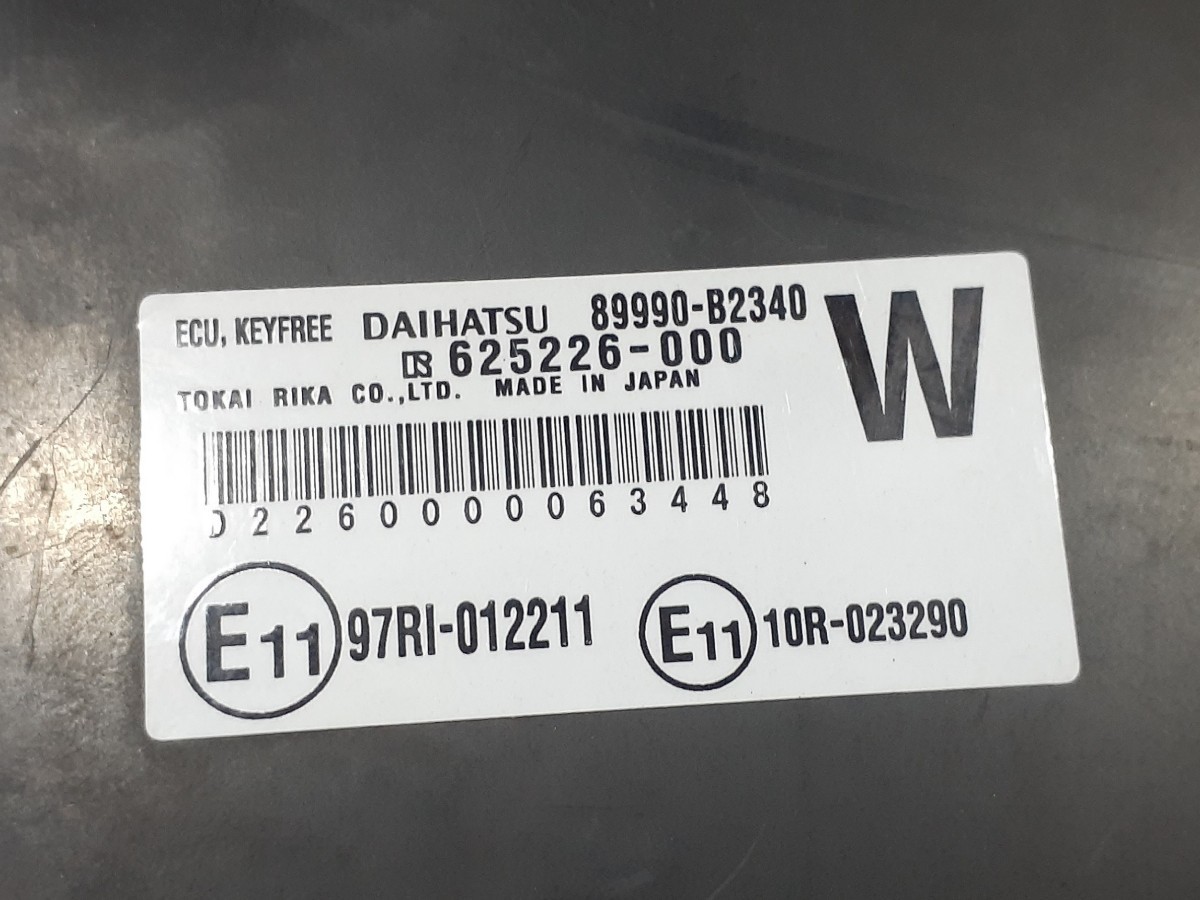 ECU, KEYFREE DAIHATSU 89990-B2340 W
625226-000
TOKAI RIKA CO.,LTD. MADE IN JAPAN
0226000063448
E11 97RI-012211 E11 10R-023290